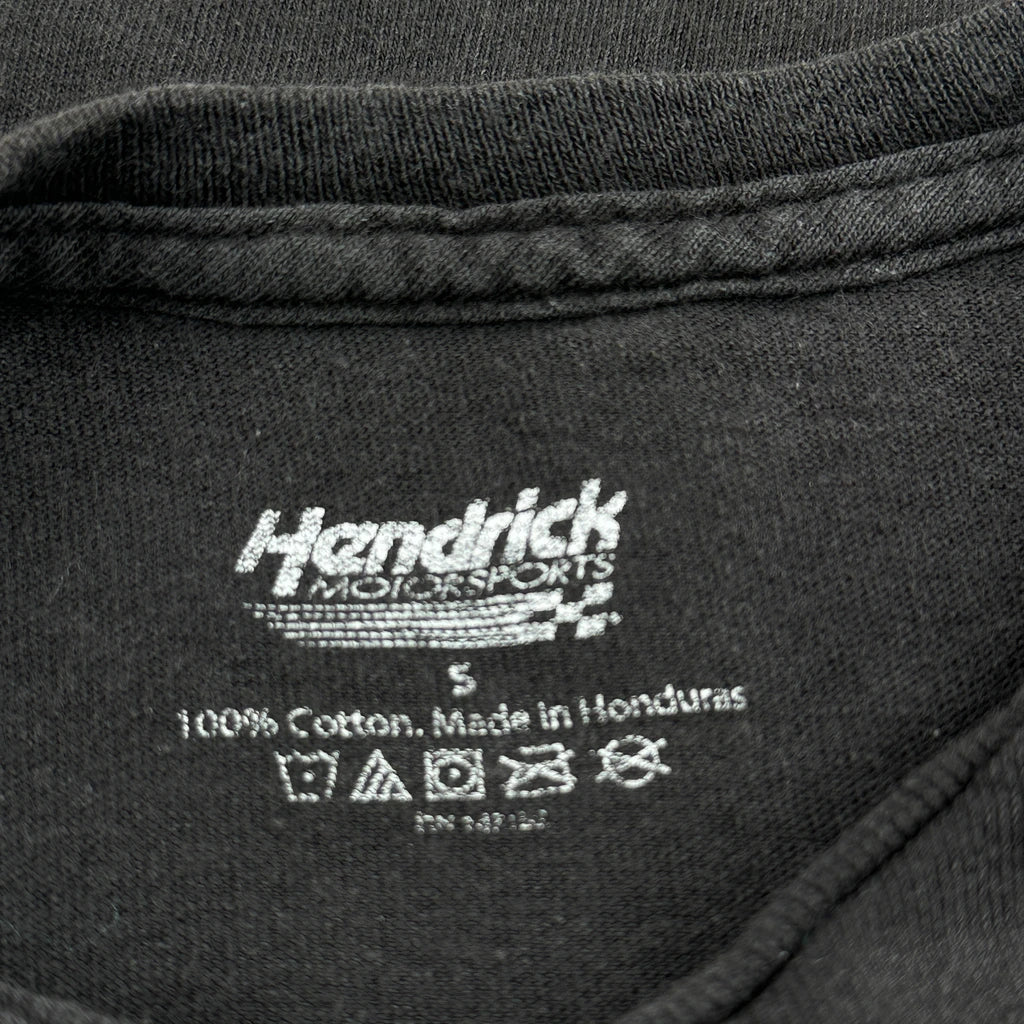 Hendrick
MOTORSPORTS
S
100% Cotton. Made in Honduras